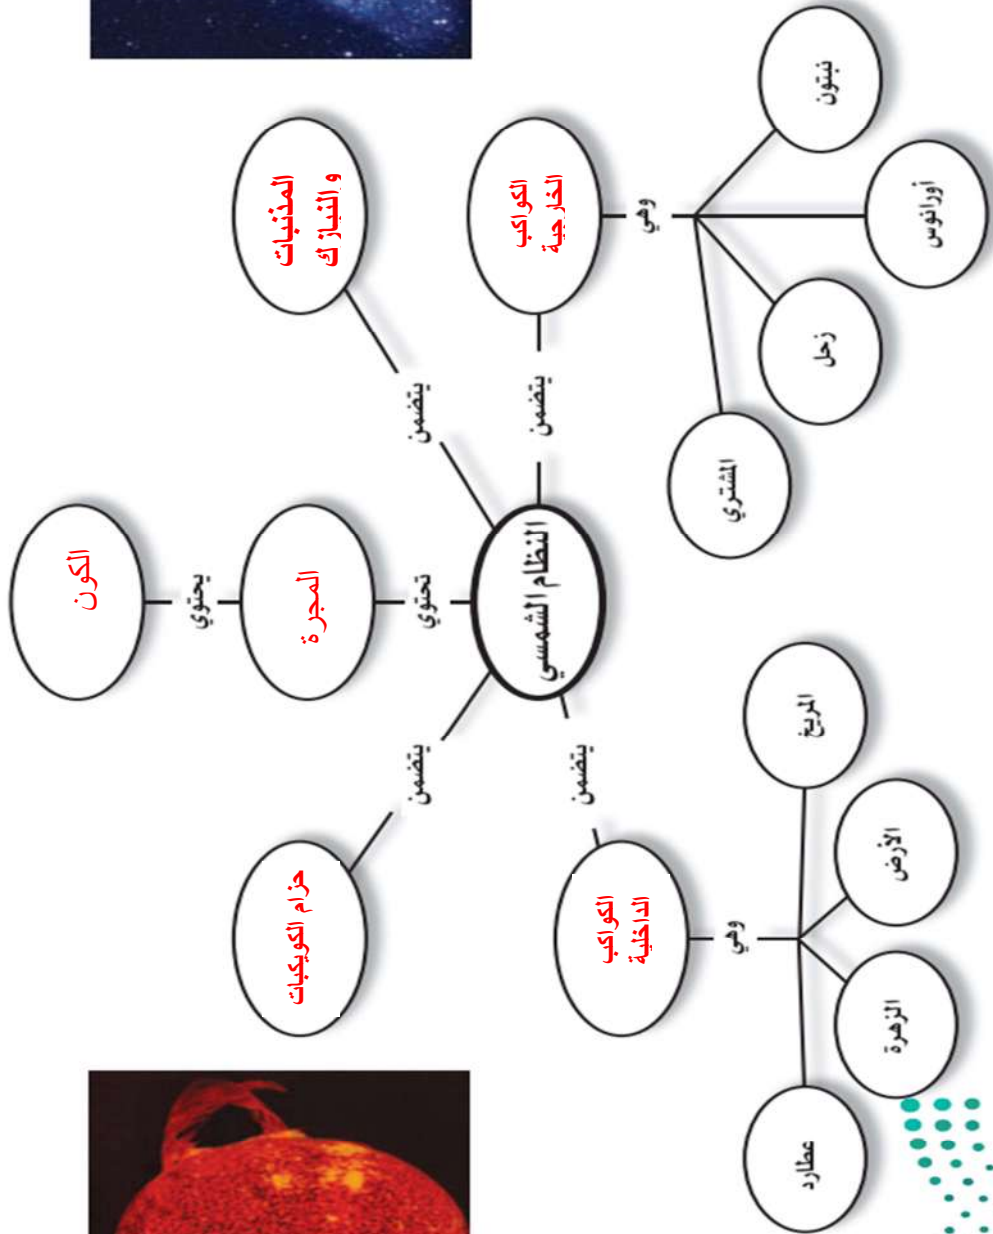 الكون
يحتوي
المجرة
تحتوي
النظام الشمسي
يتضمن
المذنبات
و النيازك
يتضمن
حزام الكويكبات
يتضمن
الكواكب
الخارجية
وهي
نبتون
أورانوس
زحل
المشتري
يتضمن
الكواكب
الداخلية
وهي
المريخ
الأرض
الزهرة
عطارد